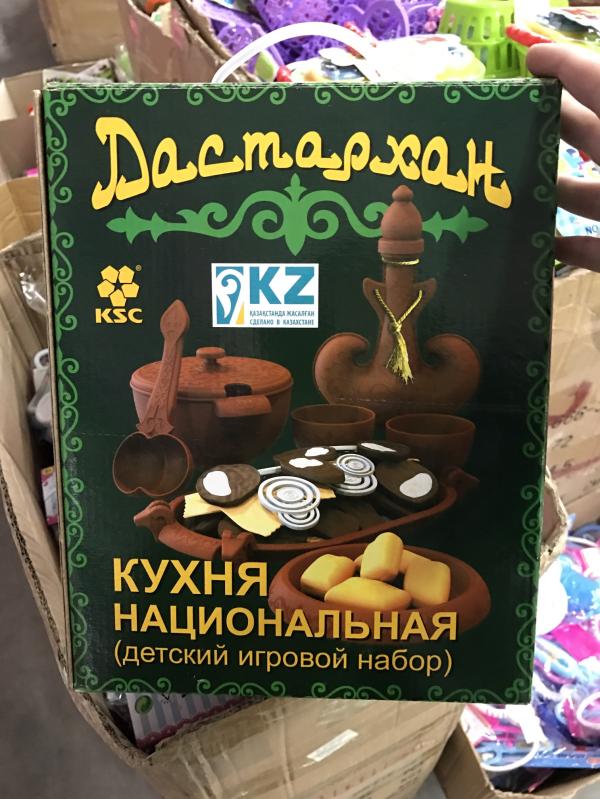 Дастархан
KSC
KZ
ҚАЗАҚСТАНДА ЖАСАЛҒАН
СДЕЛАНО В КАЗАХСТАНЕ
КУХНЯ
НАЦИОНАЛЬНАЯ
(детский игровой набор)